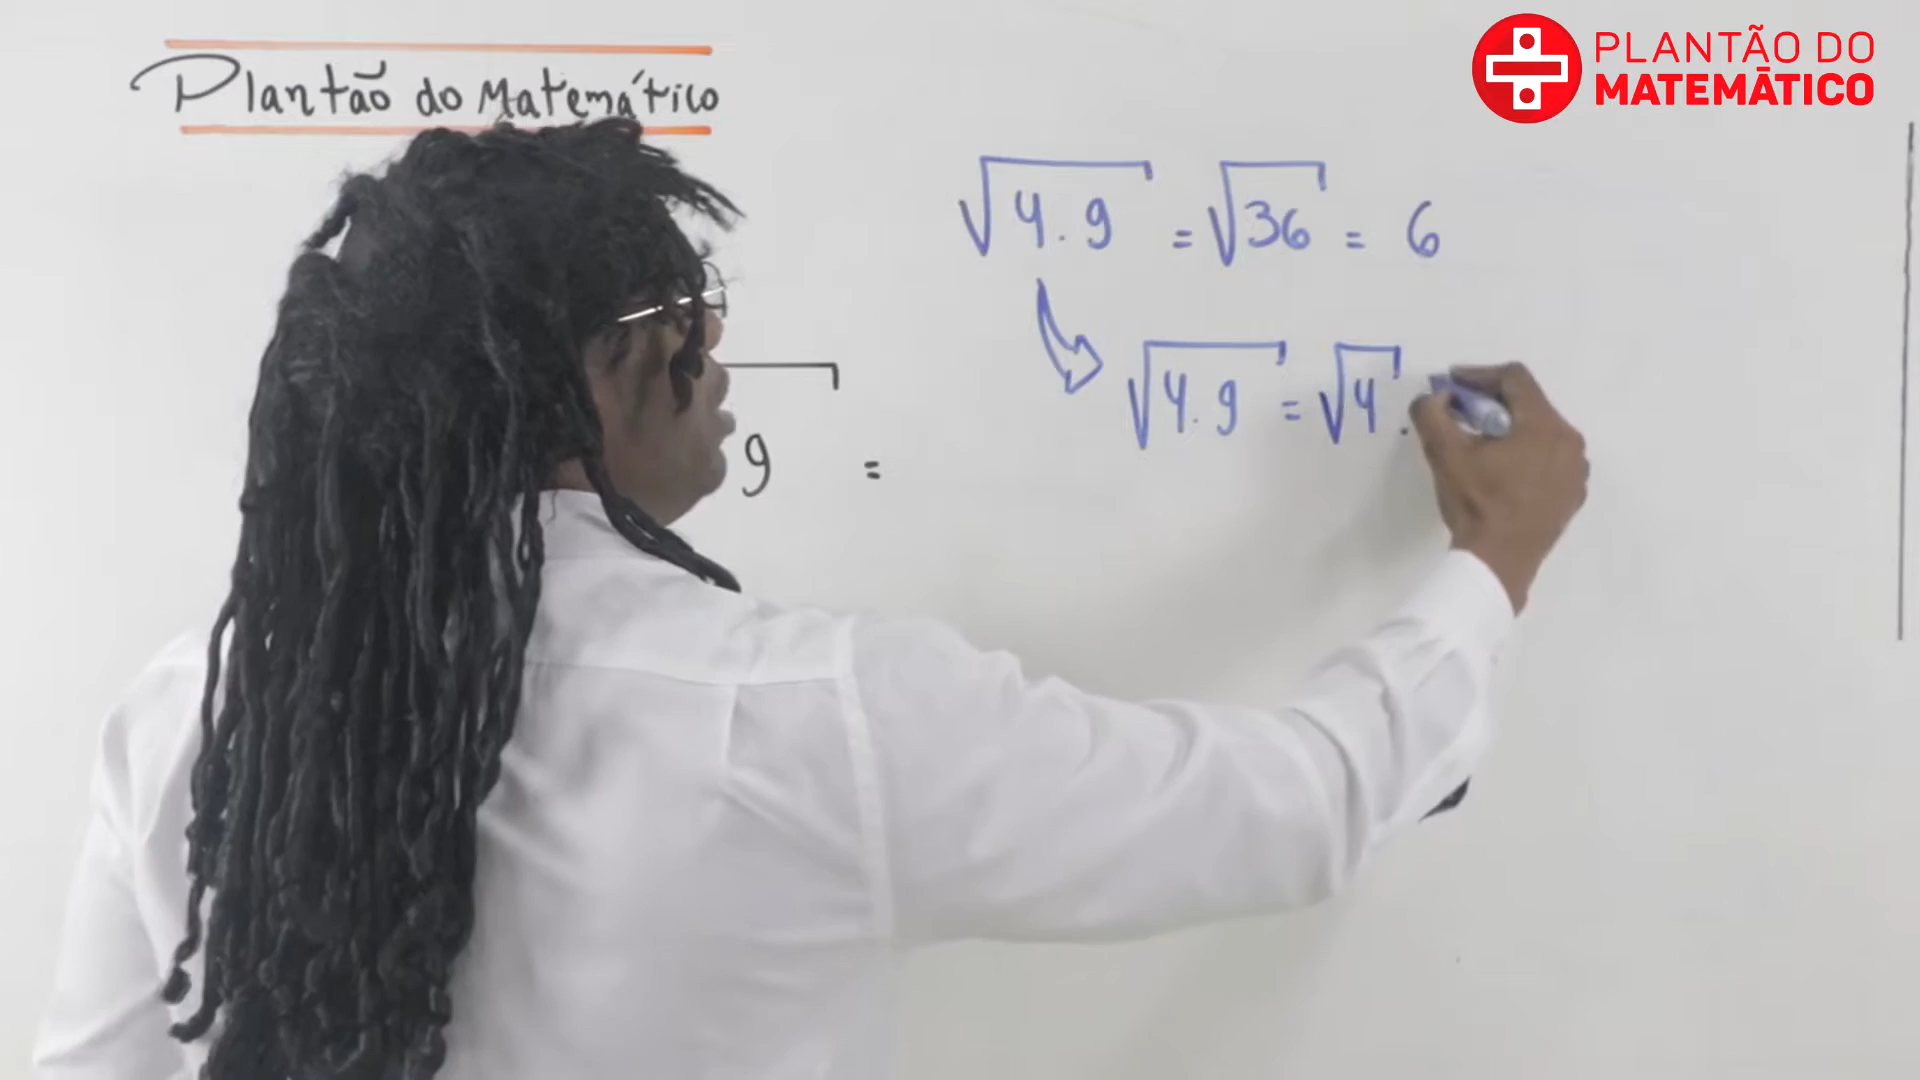 Plantão do Matemático
PLANTÃO DO
MATEMÁTICO
√4.9 = √36 = 6
√4.9 = √4 .
9 =